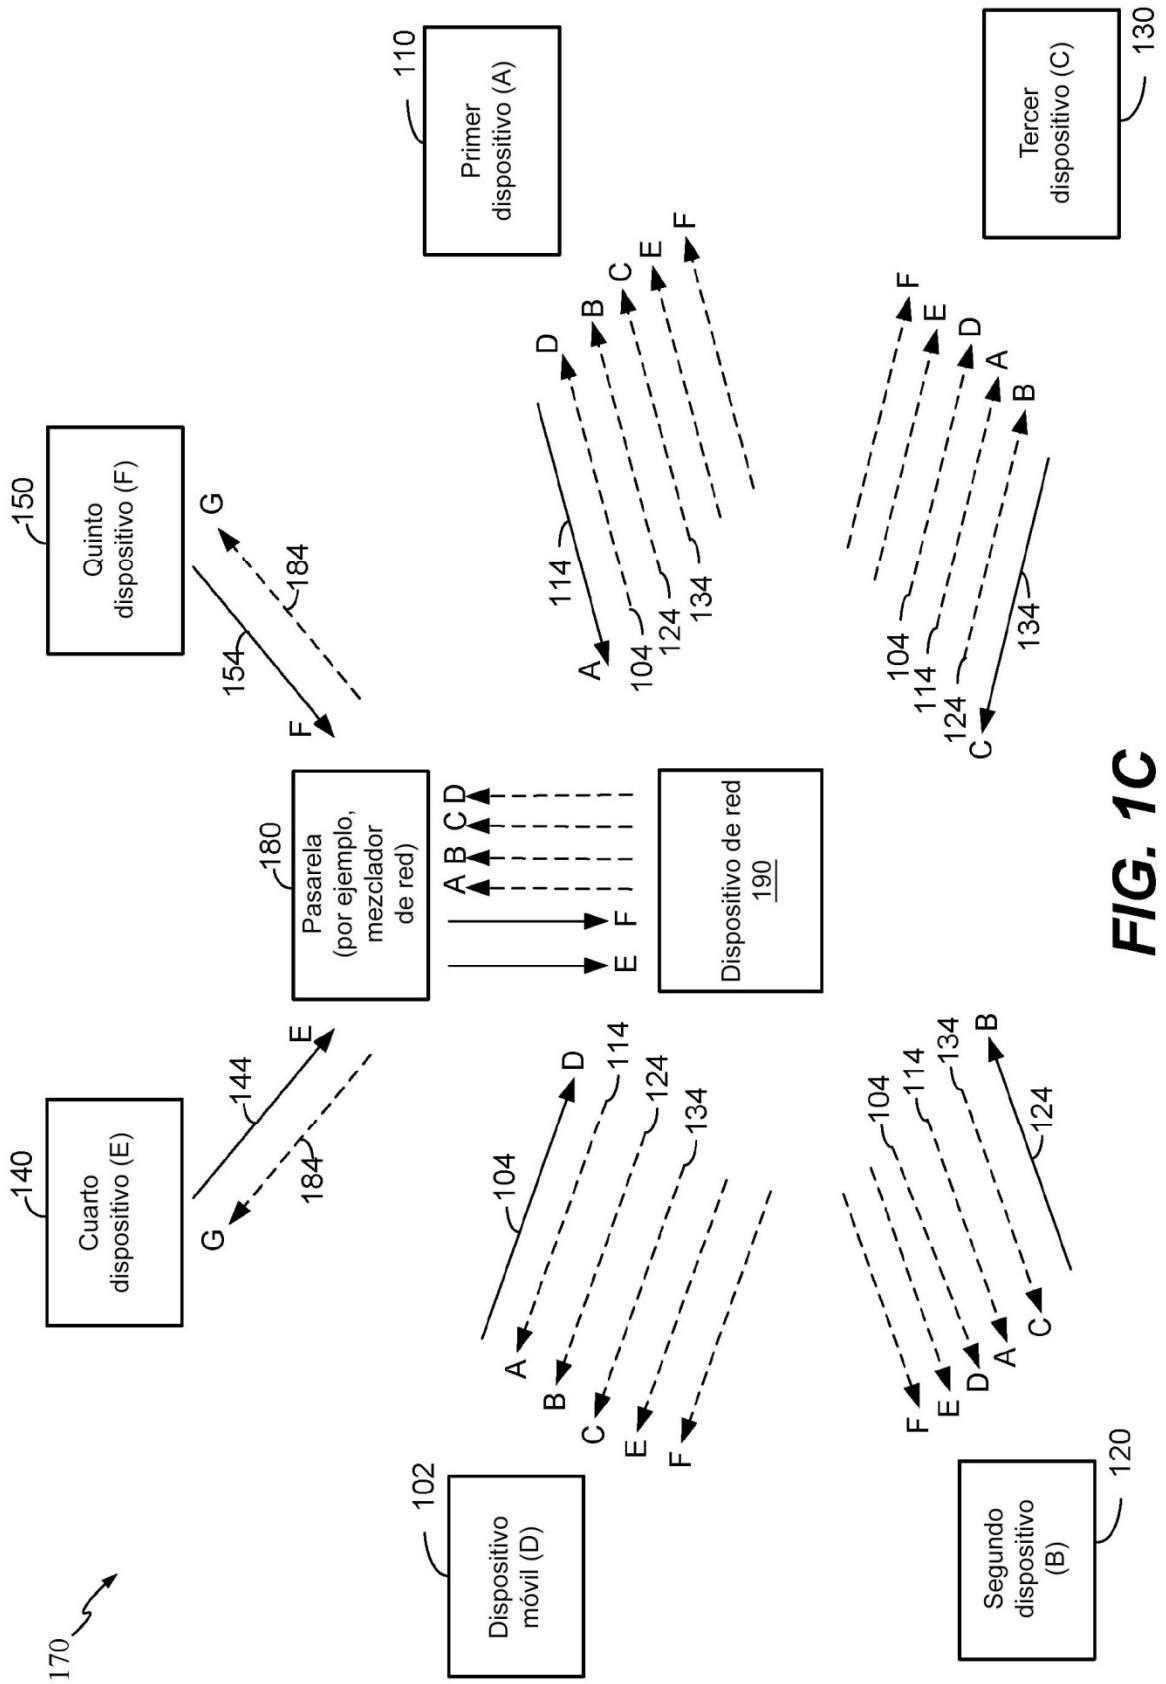 170
140
Cuarto
dispositivo (E)
150
Quinto
dispositivo (F)
144
E
G
184
F
154
G
184
180
Pasarela
(por ejemplo,
mezclador
de red)
102
Dispositivo
móvil (D)
110
Primer
dispositivo (A)
E F A B C D
104
D
A
114
B
124
C
134
E
F
114
A
D
104
B
124
C
134
E
F
Dispositivo de red
190
F
E
104
D
114
A
134
C
B
124
F
E
104
D
114
A
124
B
C
134
Segundo
dispositivo
(B)
120
Tercer
dispositivo (C)
130
FIG. 1C